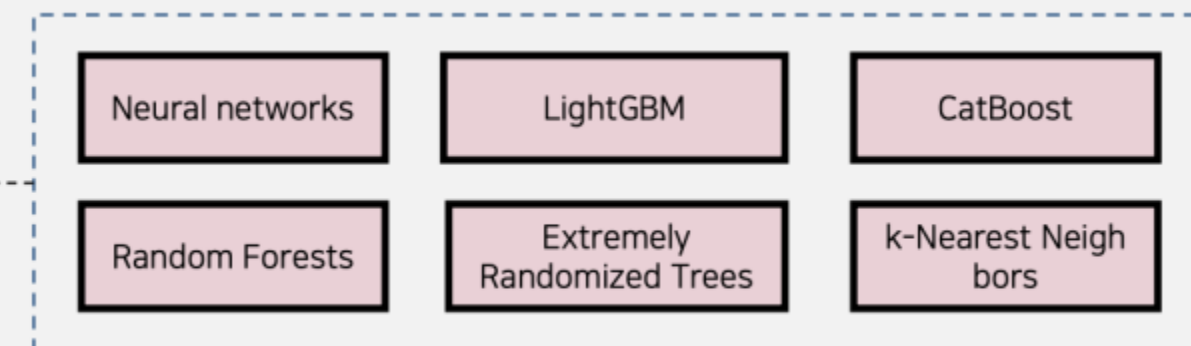 Neural networks
LightGBM
CatBoost
Random Forests
Extremely
Randomized Trees
k-Nearest Neigh
bors